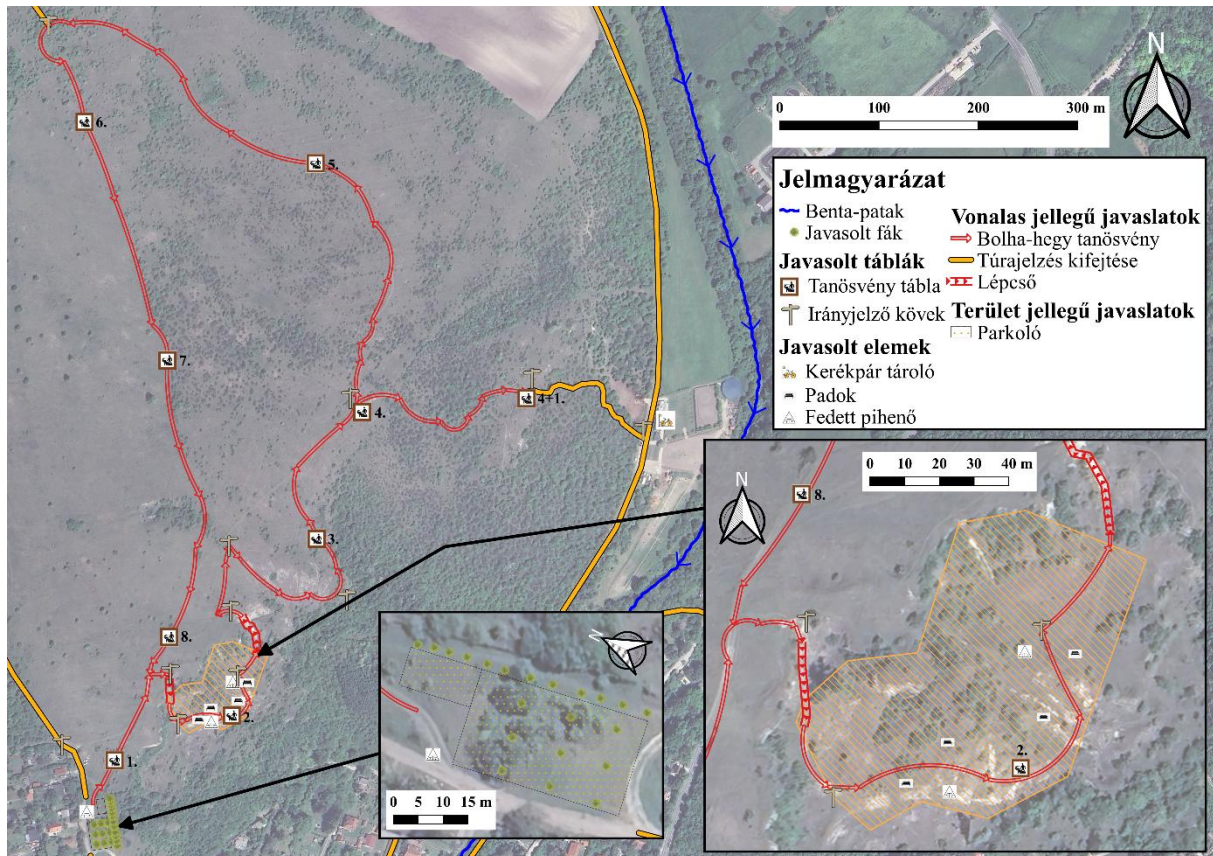 N
0 100 200 300 m
Jelmagyarázat
Benta-patak
Javasolt fák
Javasolt táblák
Tanösvény tábla
Irányjelző kövek
Javasolt elemek
Kerékpár tároló
Padok
Fedett pihenő
Vonalas jellegű javaslatok
Bolha-hegy tanösvény
Túrajelzés kifejtése
Lépcső
Terület jellegű javaslatok
Parkoló
6.
5.
7.
4.
4+1.
3.
8.
2.
1.
N
0 5 10 15 m
0 10 20 30 40 m
N
8.
2.